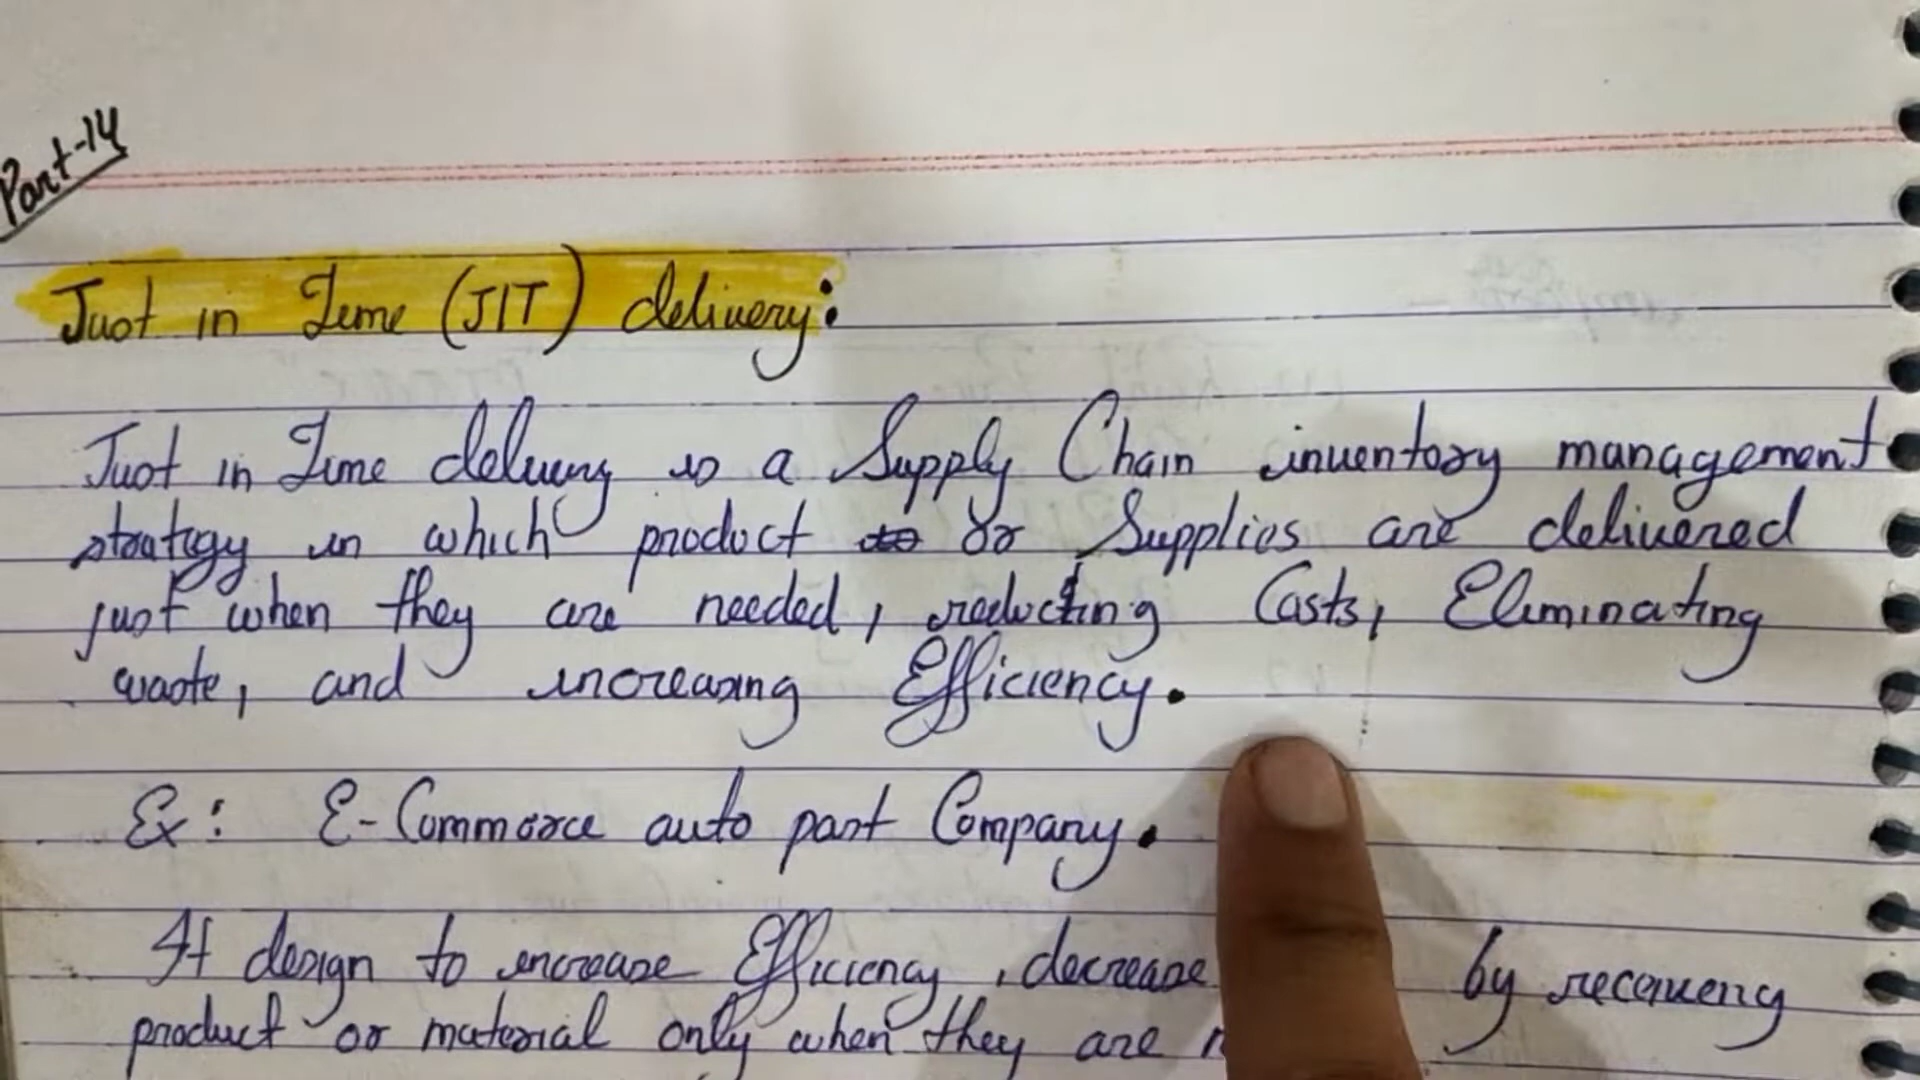 Part-14
Just in Time (JIT) delivery:
Just in Time delivery is a Supply Chain inventory management
strategy in which product or Supplies are delivered
just when they are needed, reducting Costs, Eliminating
waste, and increasing Efficiency.
Ex: E-Commerce auto part Company.
It design to increase Efficiency, decrease by receiveng
product or material only when they are